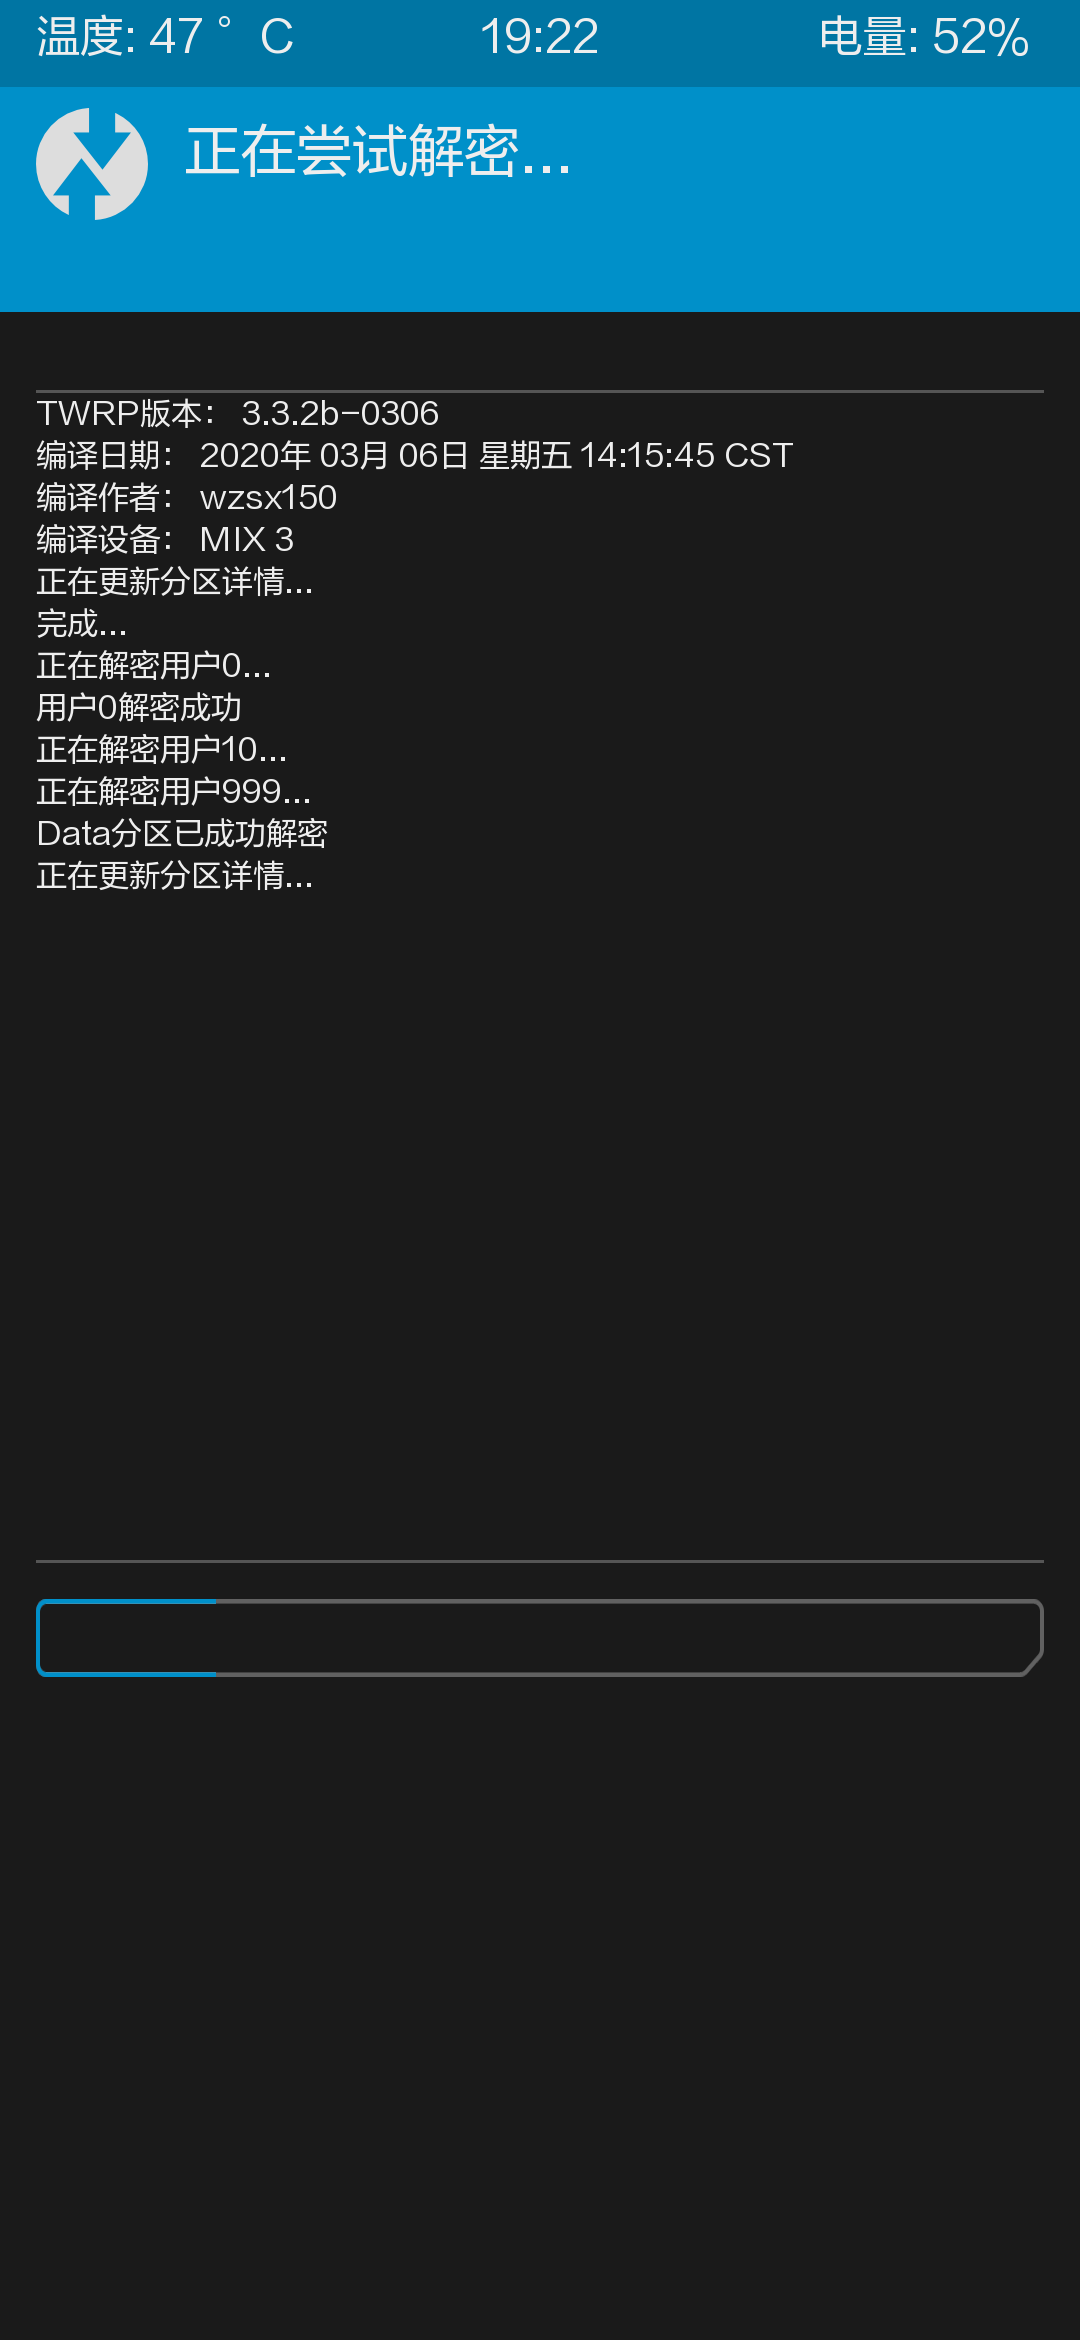 温度: 47 ° C 19:22 电量: 52%
正在尝试解密...
TWRP版本： 3.3.2b-0306
编译日期： 2020年 03月 06日 星期五 14:15:45 CST
编译作者： wzsx150
编译设备： MIX 3
正在更新分区详情...
完成...
正在解密用户0...
用户0解密成功
正在解密用户10...
正在解密用户999...
Data分区已成功解密
正在更新分区详情...